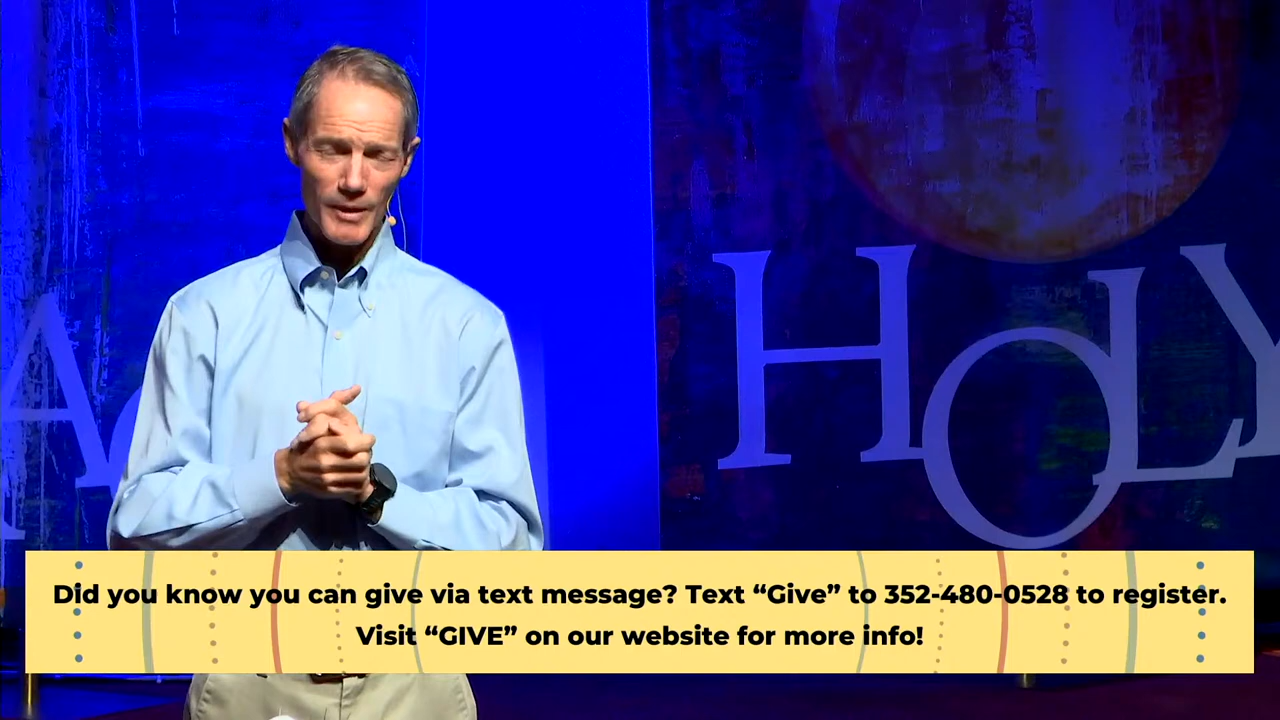 HOLY
Did you know you can give via text message? Text “Give” to 352-480-0528 to register.
Visit “GIVE” on our website for more info!